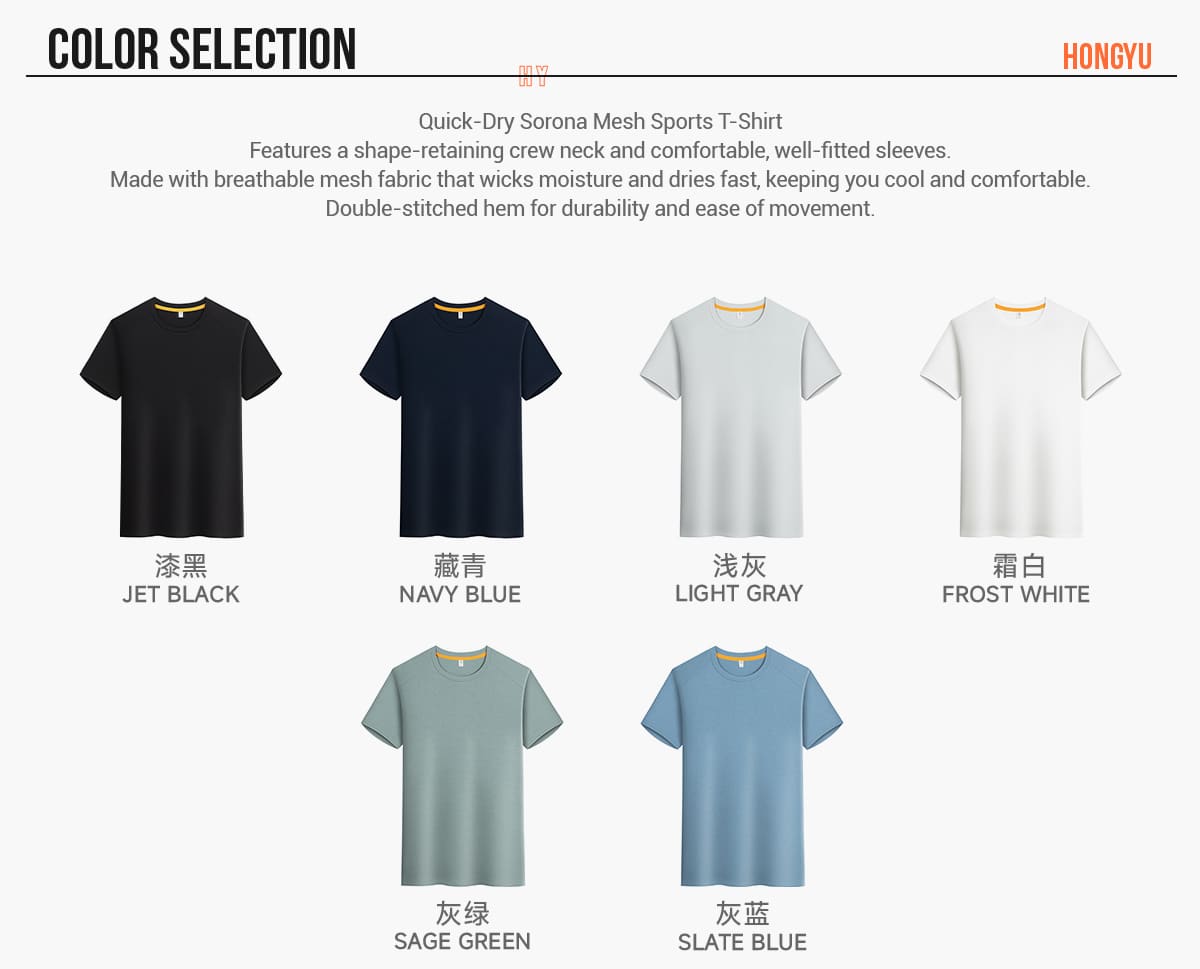 COLOR SELECTION
HONGYU
HY
Quick-Dry Sorona Mesh Sports T-Shirt
Features a shape-retaining crew neck and comfortable, well-fitted sleeves.
Made with breathable mesh fabric that wicks moisture and dries fast, keeping you cool and comfortable.
Double-stitched hem for durability and ease of movement.
漆黑
JET BLACK
藏青
NAVY BLUE
浅灰
LIGHT GRAY
霜白
FROST WHITE
灰绿
SAGE GREEN
灰蓝
SLATE BLUE